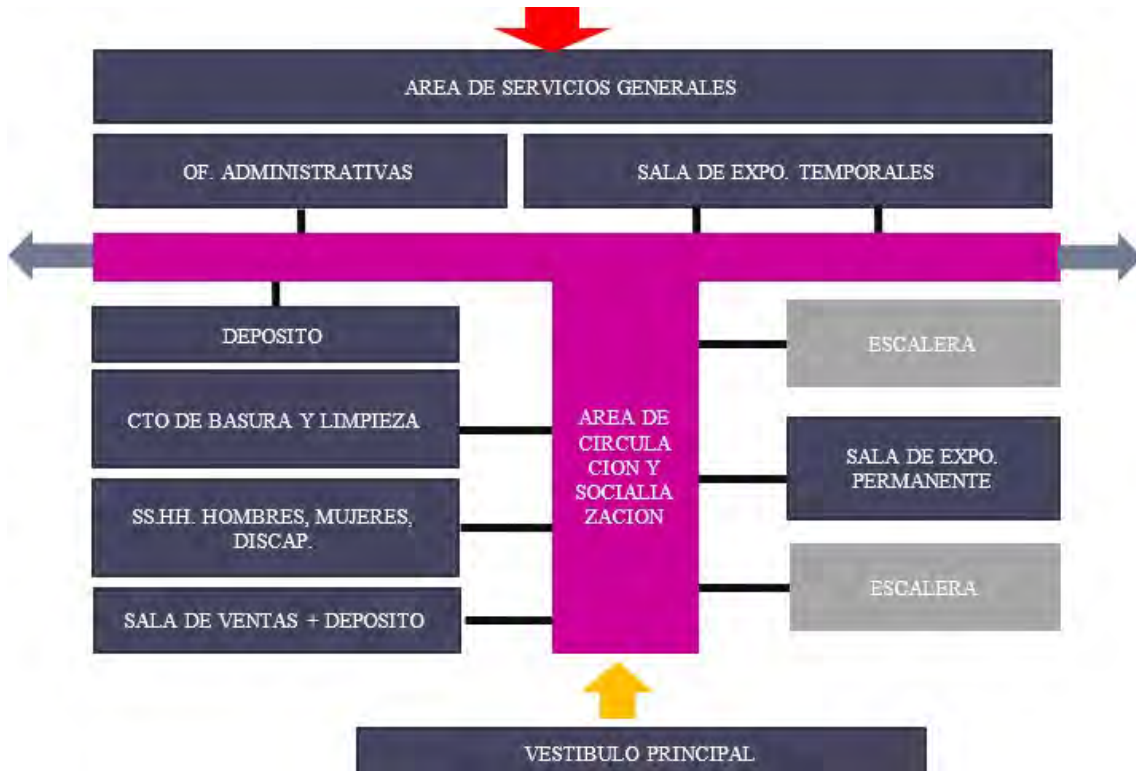 AREA DE SERVICIOS GENERALES
OF. ADMINISTRATIVAS
SALA DE EXPO. TEMPORALES
DEPOSITO
ESCALERA
CTO DE BASURA Y LIMPIEZA
AREA DE
CIRCULA
CION Y
SOCIALIA
ZACION
SALA DE EXPO.
PERMANENTE
SS.HH. HOMBRES, MUJERES,
DISCAP.
ESCALERA
SALA DE VENTAS + DEPOSITO
VESTIBULO PRINCIPAL